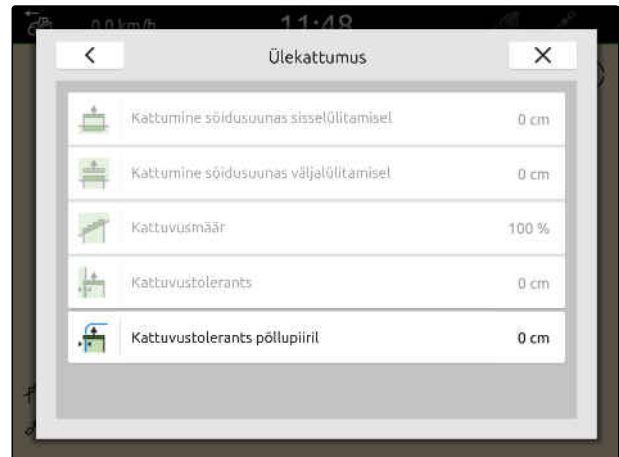 0.0 km/h
11:48
Ülekattumus
Kattumine sõidusuunas sisselülitamisel 0 cm
Kattumine sõidusuunas väljalülitamisel 0 cm
Kattuvusmäär 100 %
Kattuvustolerants 0 cm
Kattuvustolerants põllupiiril 0 cm